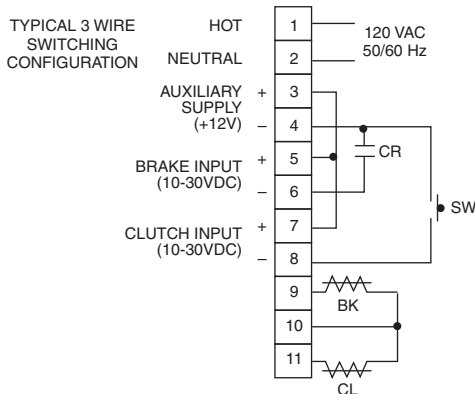 TYPICAL 3 WIRE
SWITCHING
CONFIGURATION
HOT 1
120 VAC
50/60 Hz
NEUTRAL 2
AUXILIARY
SUPPLY
(+12V)
+ 3
– 4
BRAKE INPUT
(10-30VDC)
+ 5
– 6
CR
SW
CLUTCH INPUT
(10-30VDC)
+ 7
– 8
9
BK
10
11
CL